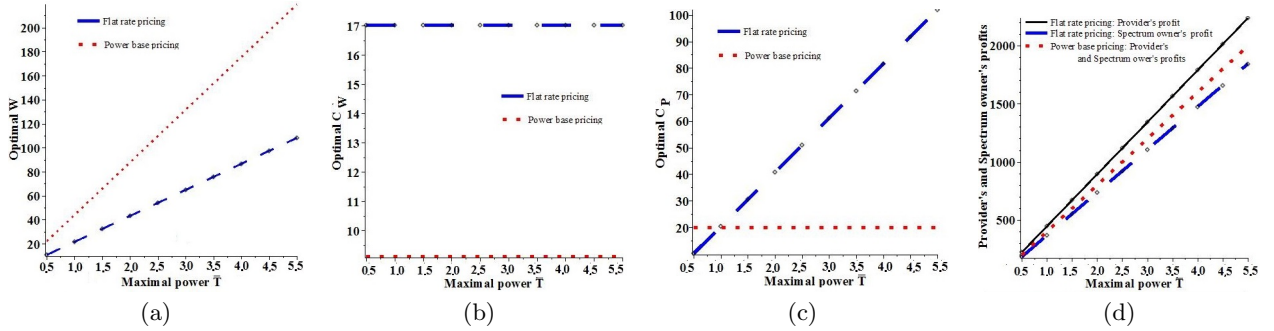 220
200
180
160
140
120
100
80
60
40
20
Optimal W
Flat rate pricing
Power base pricing
0,5 1,0 1,5 2,0 2,5 3,0 3,5 4,0 4,5 5,5
Maximal power T̄
(a)
17
16
15
14
13
12
11
10
Optimal C_W
Flat rate pricing
Power base pricing
0,5 1,0 1,5 2,0 2,5 3,0 3,5 4,0 4,5 5,5
Maximal power T̄
(b)
100
90
80
70
60
50
40
30
20
10
Optimal C_P
Flat rate pricing
Power base pricing
0,5 1,0 1,5 2,0 2,5 3,0 3,5 4,0 4,5 5,5
Maximal power T̄
(c)
2000
1500
1000
500
Provider's and Spectrum owner's profits
Flat rate pricing: Provider's profit
Flat rate pricing: Spectrum owner's profit
Power base pricing: Provider's
and Spectrum ower's profits
0,5 1,0 1,5 2,0 2,5 3,0 3,5 4,0 4,5 5,5
Maximal power T̄
(d)